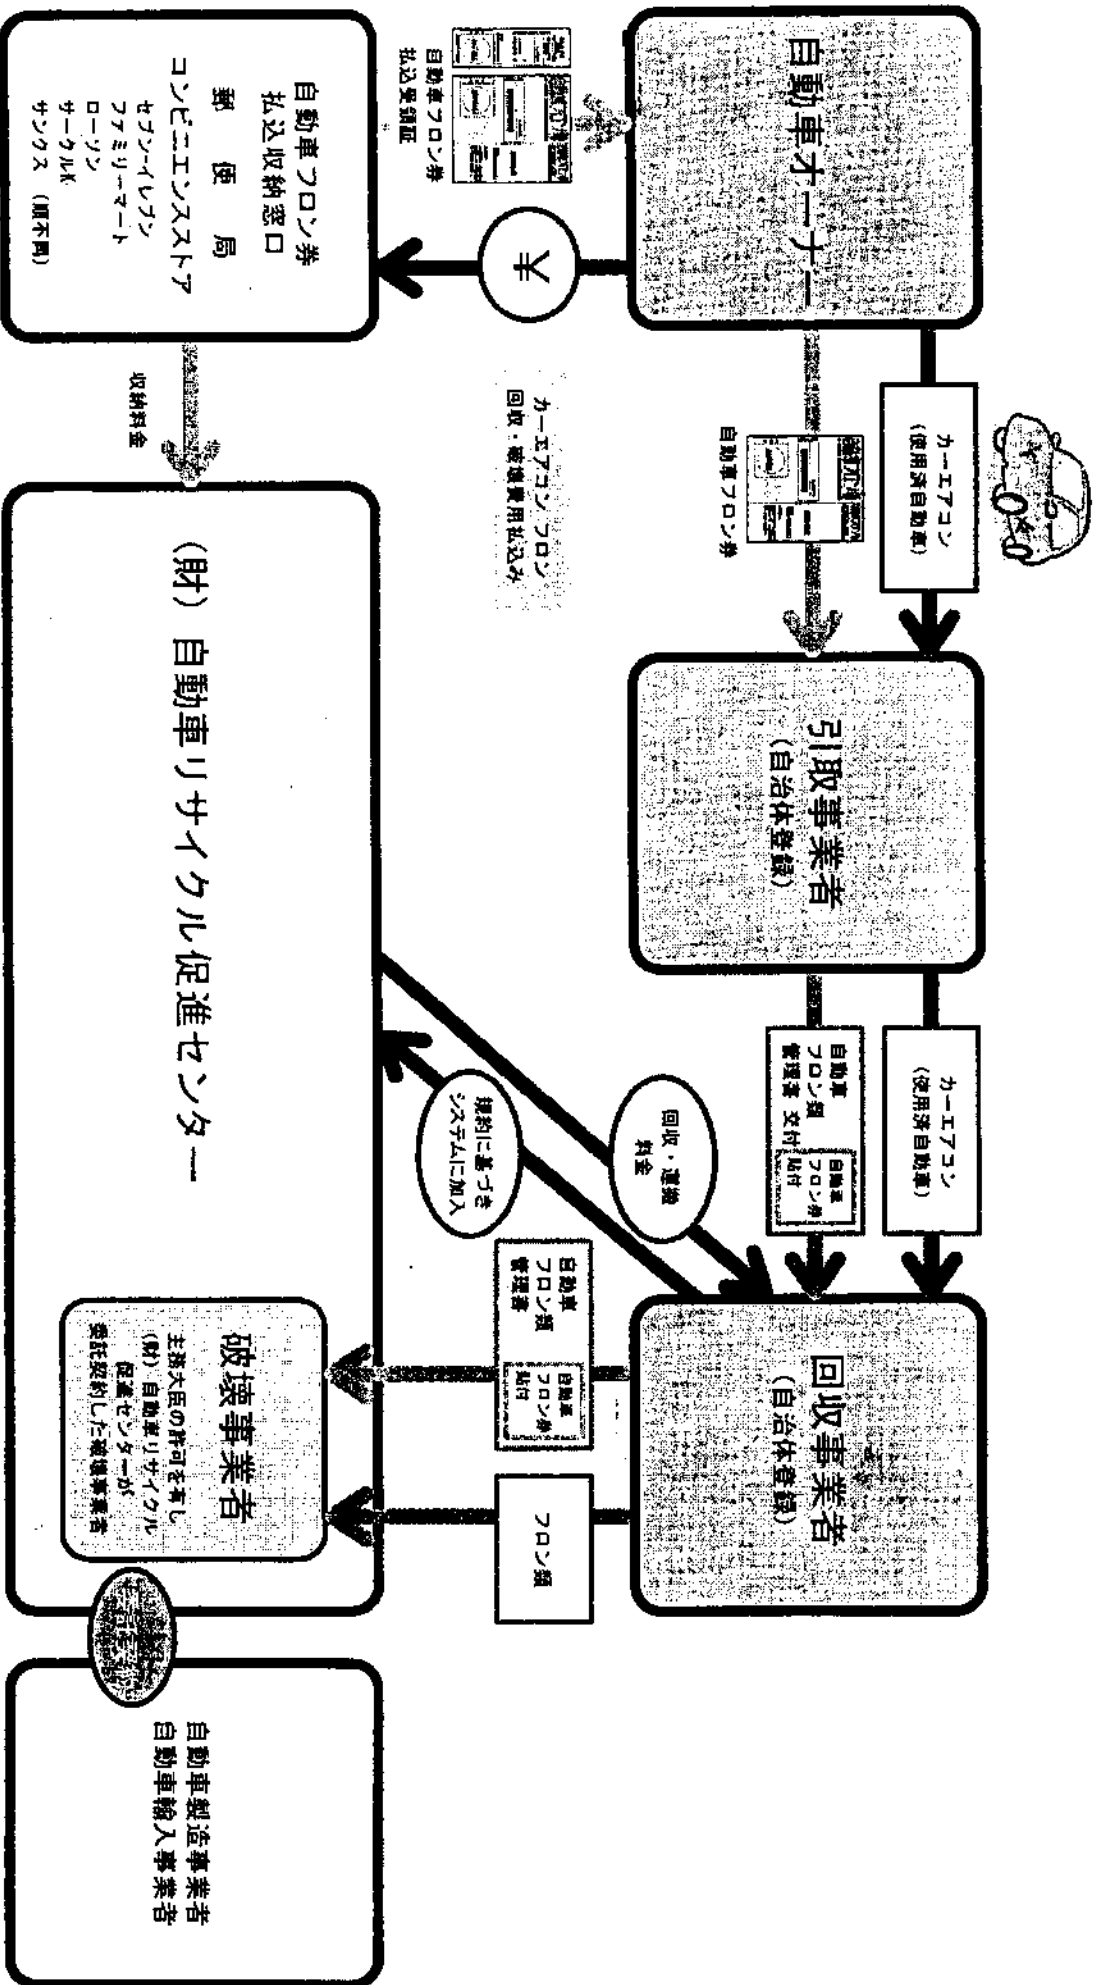 自動車オーナー
カーエアコン
（使用済自動車）
自動車フロン券
引取事業者
（自治体登録）
カーエアコン
（使用済自動車）
自動車
フロン類
管理書 交付
自動車
フロン券
貼付
回収事業者
（自治体登録）
自動車フロン券
払込受領証
¥
カーエアコン フロン
回収・破壊費用払込み
回収・運搬
料金
規約に基づき
システムに加入
自動車
フロン類
管理書
自動車
フロン券
貼付
フロン類
自動車フロン券
払込収納窓口
郵 便 局
コンビニエンスストア
セブン-イレブン
ファミリーマート
ローソン
サークルK
サンクス （順不同）
収納料金
（財）自動車リサイクル促進センター
破壊事業者
主務大臣の許可を有し
（財）自動車リサイクル
促進センターが
委託契約した破壊事業者
自動車製造事業者
自動車輸入事業者